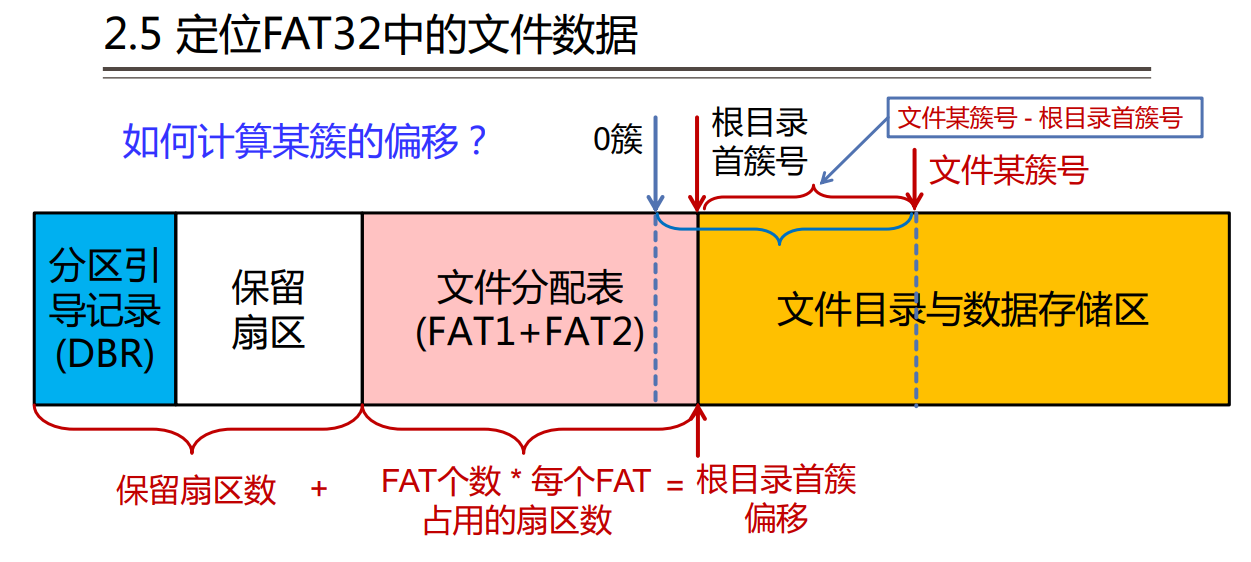 2.5 定位FAT32中的文件数据
如何计算某簇的偏移？
0簇
根目录
首簇号
文件某簇号 - 根目录首簇号
文件某簇号
分区引
导记录
(DBR)
保留
扇区
文件分配表
(FAT1+FAT2)
文件目录与数据存储区
保留扇区数
+
FAT个数 * 每个FAT
占用的扇区数
=
根目录首簇
偏移